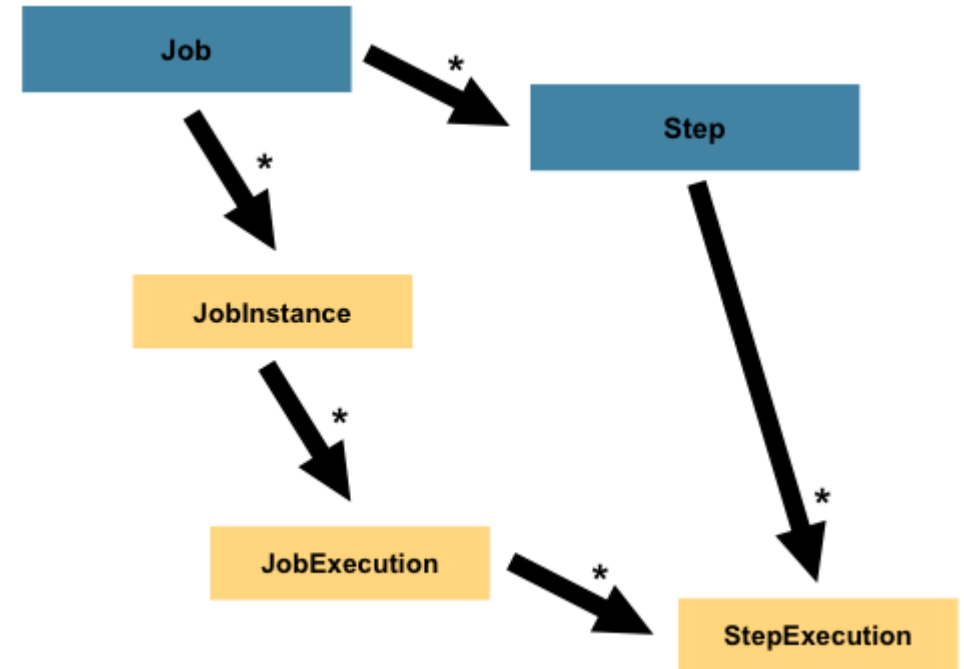 Job
*
Step
*
JobInstance
*
*
JobExecution
*
StepExecution